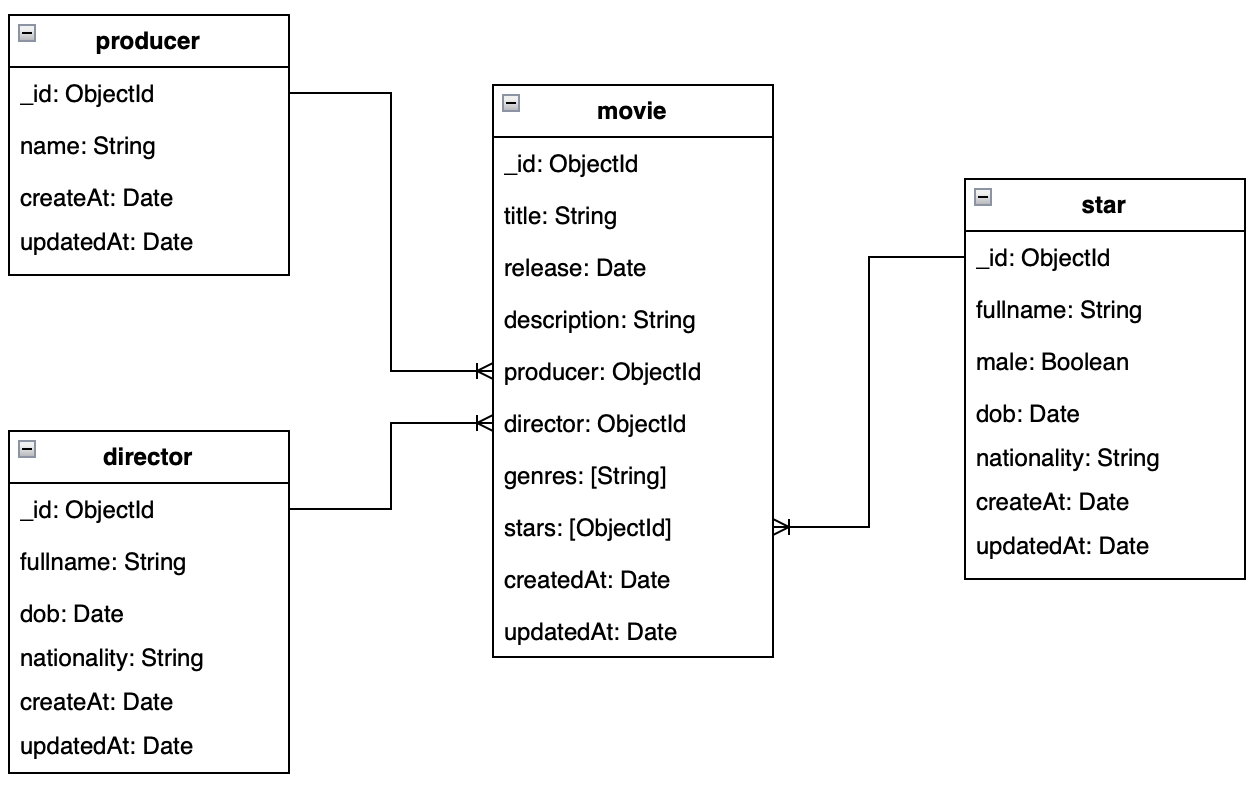 producer
_id: ObjectId
name: String
createAt: Date
updatedAt: Date
director
_id: ObjectId
fullname: String
dob: Date
nationality: String
createAt: Date
updatedAt: Date
movie
_id: ObjectId
title: String
release: Date
description: String
producer: ObjectId
director: ObjectId
genres: [String]
stars: [ObjectId]
createdAt: Date
updatedAt: Date
star
_id: ObjectId
fullname: String
male: Boolean
dob: Date
nationality: String
createAt: Date
updatedAt: Date